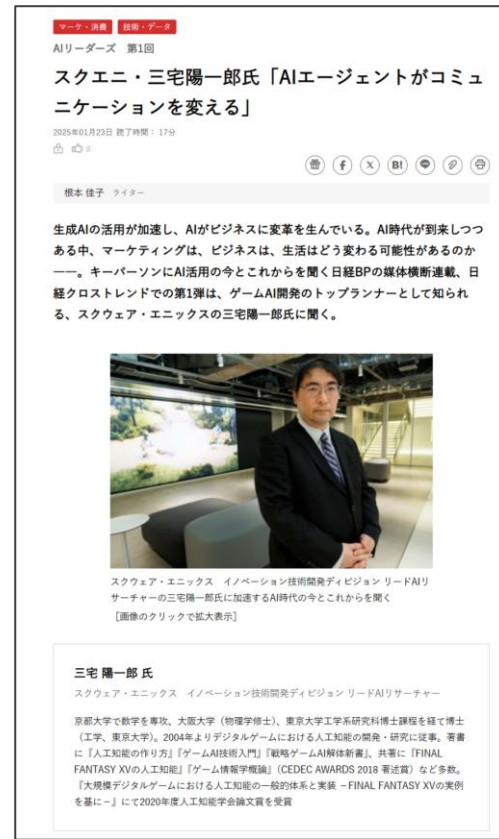 マーケ・消費 技術・データ
AIリーダーズ 第1回
スクエニ・三宅陽一郎氏「AIエージェントがコミュ
ニケーションを変える」
2025年01月23日 読了時間： 17分
8
f X B!
根本 佳子 ライター
生成AIの活用が加速し、AIがビジネスに変革を生んでいる。AI時代が到来しつつ
ある中、マーケティングは、ビジネスは、生活はどう変わる可能性があるのか
――。キーパーソンにAI活用の今とこれからを聞く日経BPの媒体横断連載、日
経クロストレンドでの第1弾は、ゲームAI開発のトップランナーとして知られ
る、スクウェア・エニックスの三宅陽一郎氏に聞く。
スクウェア・エニックス イノベーション技術開発ディビジョン リードAIリ
サーチャーの三宅陽一郎氏に加速するAI時代の今とこれからを聞く
［画像のクリックで拡大表示］
三宅 陽一郎 氏
スクウェア・エニックス イノベーション技術開発ディビジョン リードAIリサーチャー
京都大学で数学を専攻、大阪大学（物理学修士）、東京大学工学系研究科博士課程を経て博士
（工学、東京大学）。2004年よりデジタルゲームにおける人工知能の開発・研究に従事。著書
に『人工知能の作り方』『ゲームAI技術入門』『戦略ゲームAI解体新書』、共著に『FINAL
FANTASY XVの人工知能』『ゲーム情報学概論』（CEDEC AWARDS 2018 著述賞）など多数。
『大規模デジタルゲームにおける人工知能の一般的体系と実装 －FINAL FANTASY XVの実例
を基に－』にて2020年度人工知能学会論文賞を受賞